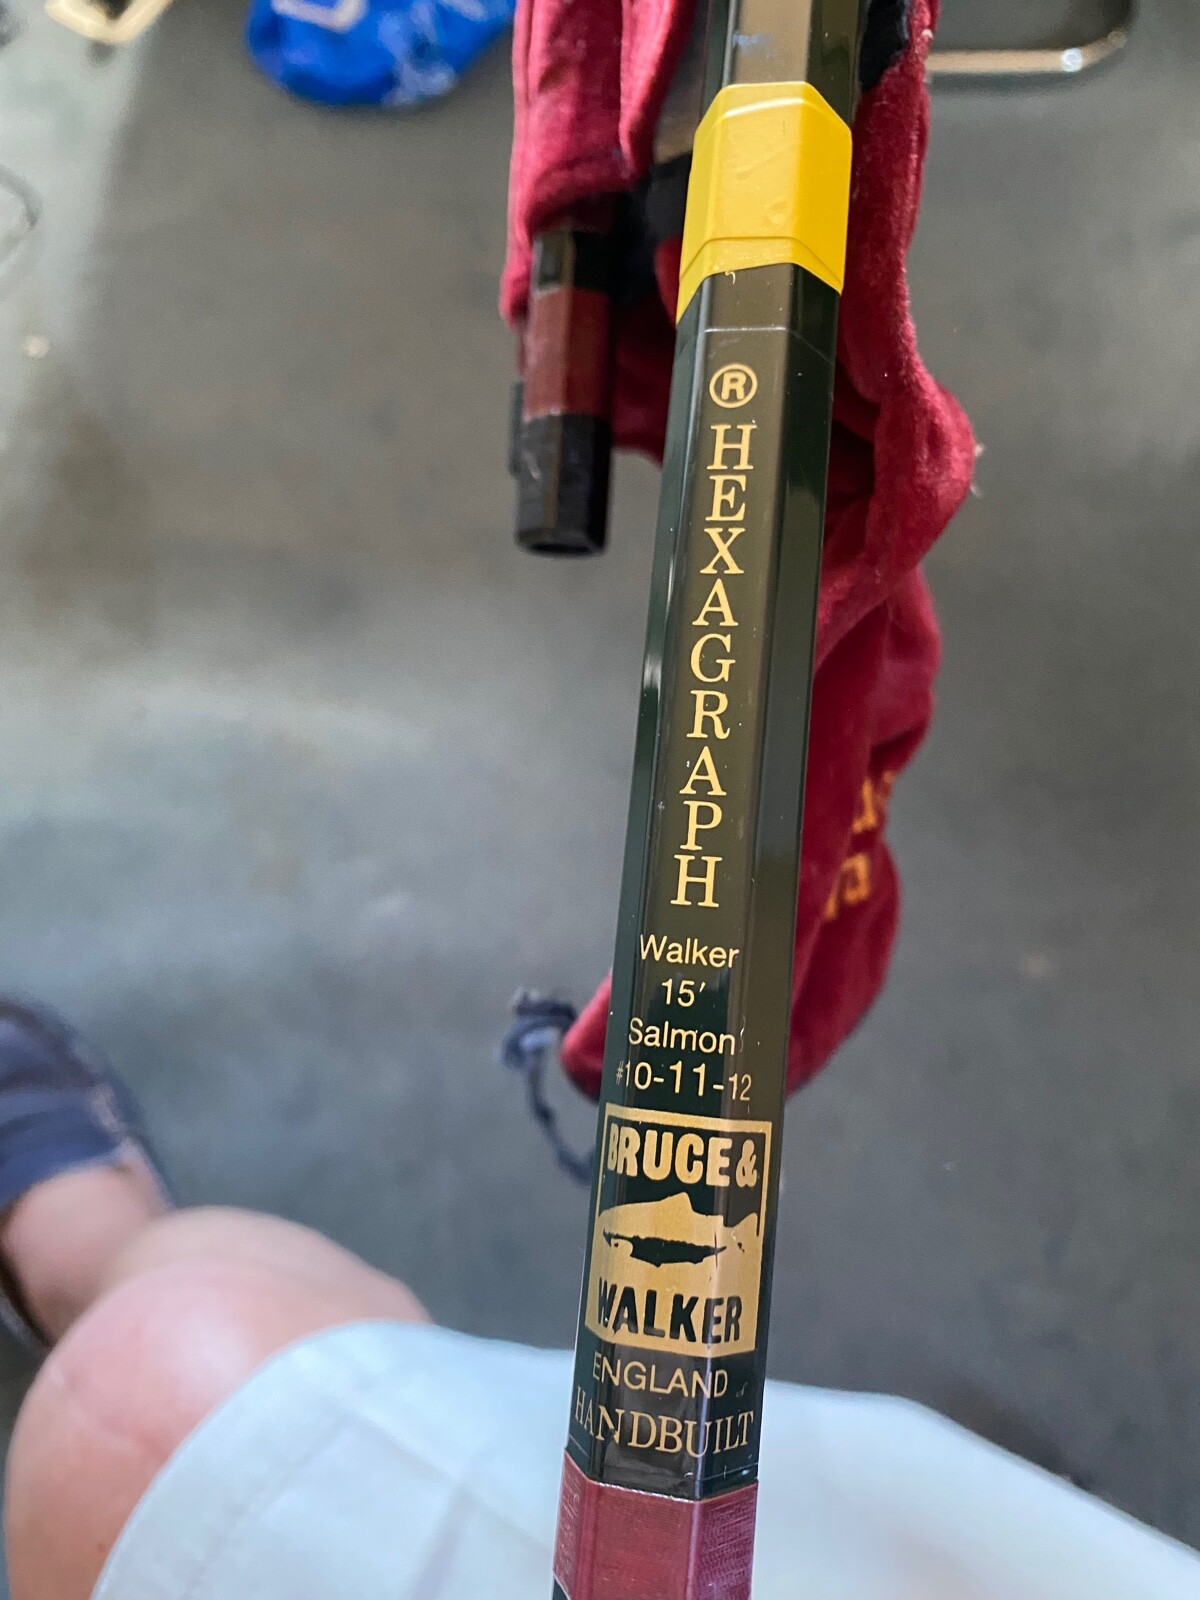 ® HEXAGRAPH
Walker
15′
Salmon
#10-11-12
BRUCE &
WALKER
ENGLAND
HANDBUILT